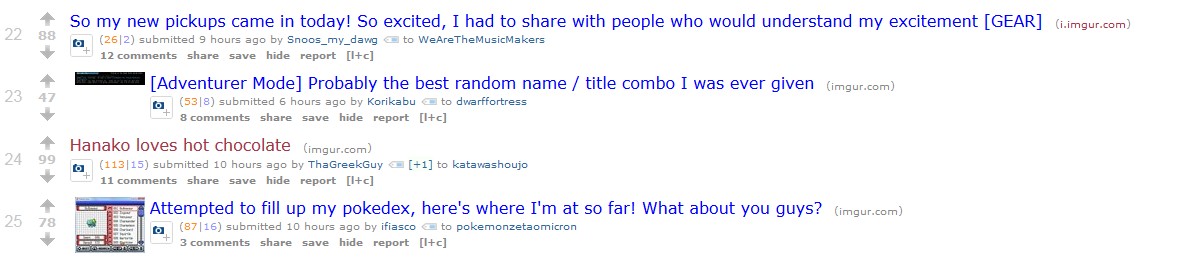 22
88
So my new pickups came in today! So excited, I had to share with people who would understand my excitement [GEAR] (i.imgur.com)
(26|2) submitted 9 hours ago by Snoos_my_dawg to WeAreTheMusicMakers
12 comments share save hide report [l+c]
23
47
[Adventurer Mode] Probably the best random name / title combo I was ever given (imgur.com)
(53|8) submitted 6 hours ago by Korikabu to dwarffortress
8 comments share save hide report [l+c]
24
99
Hanako loves hot chocolate (imgur.com)
(113|15) submitted 10 hours ago by ThaGreekGuy [+1] to katawashoujo
11 comments share save hide report [l+c]
25
78
Attempted to fill up my pokedex, here's where I'm at so far! What about you guys? (imgur.com)
(87|16) submitted 10 hours ago by ifiasco to pokemonzetaomicron
3 comments share save hide report [l+c]